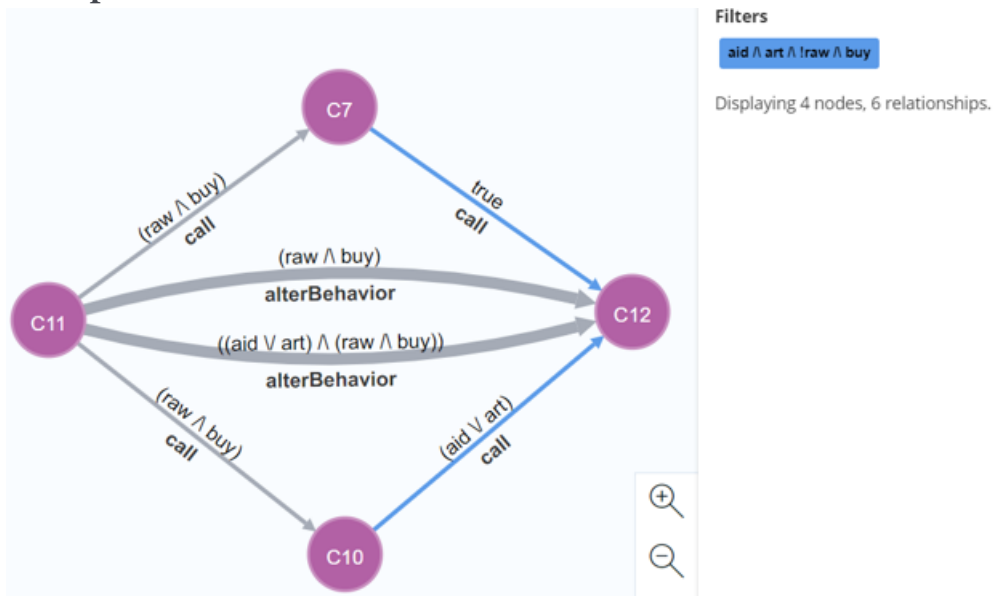 Filters
aid /\ art /\ !raw /\ buy
Displaying 4 nodes, 6 relationships.
C7
(raw /\ buy)
call
true
call
(raw /\ buy)
alterBehavior
C11
C12
((aid \/ art) /\ (raw /\ buy))
alterBehavior
(raw /\ buy)
call
(aid \/ art)
call
C10